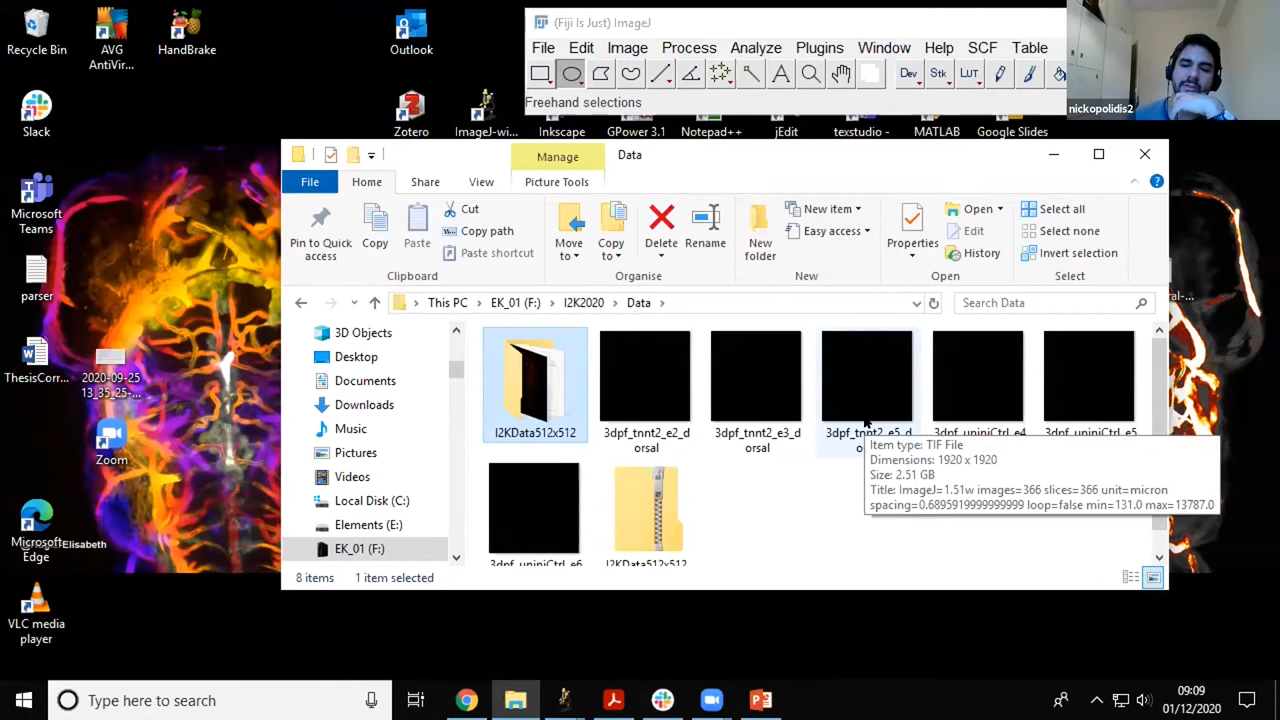 Recycle Bin
AVG
AntiVir...
HandBrake
Outlook
(Fiji Is Just) ImageJ
File Edit Image Process Analyze Plugins Window Help SCF Table
Dev Stk LUT
Freehand selections
nickopolidis2
Slack
Zotero
ImageJ-wi...
Inkscape
GPower 3.1
Notepad++
jEdit
texstudio -
MATLAB
Google Slides
Manage
Data
File Home Share View Picture Tools
Pin to Quick
access
Copy
Paste
Cut
Copy path
Paste shortcut
Clipboard
Move
to
Copy
to
Delete
Rename
Organise
New
folder
New item
Easy access
New
Properties
Open
Edit
History
Open
Select all
Select none
Invert selection
Select
This PC > EK_01 (F:) > I2K2020 > Data >
Search Data
3D Objects
Desktop
Documents
Downloads
Music
Pictures
Videos
Local Disk (C:)
Elements (E:)
EK_01 (F:)
I2KData512x512
3dpf_tnnt2_e2_d
orsal
3dpf_tnnt2_e3_d
orsal
3dpf_tnnt2_e5_d
3dpf_uninjCtrl_e4
3dpf_uninjCtrl_e5
3dpf_uninjCtrl_e6
I2KData512x512
Item type: TIF File
Dimensions: 1920 x 1920
Size: 2.51 GB
Title: ImageJ=1.51w images=366 slices=366 unit=micron
spacing=0.6895919999999999 loop=false min=131.0 max=13787.0
8 items 1 item selected
Microsoft
Teams
parser
ThesisCorr...
2020-09-25
13_35_25-...
Zoom
Microsoft
Edge
Elisabeth
VLC media
player
Type here to search
09:09
01/12/2020